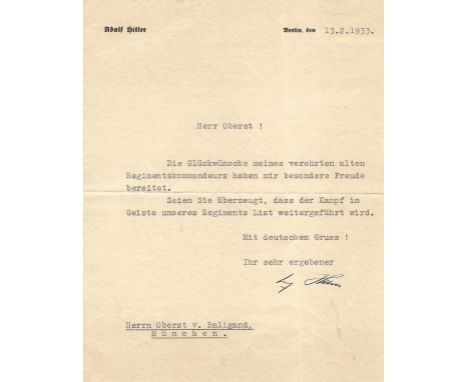 Adolf Hitler
Berlin, den 13.2.1933.
Herr Oberst !
Die Glückwünsche meines verehrten alten
Regimentskommandeurs haben mir besondere Freude
bereitet.
Seien Sie überzeugt, dass der Kampf im
Geiste unseres Regiments List weitergeführt wird.
Mit deutschem Gruss !
Ihr sehr ergebener
Herrn Oberst v. Baligand,
München.